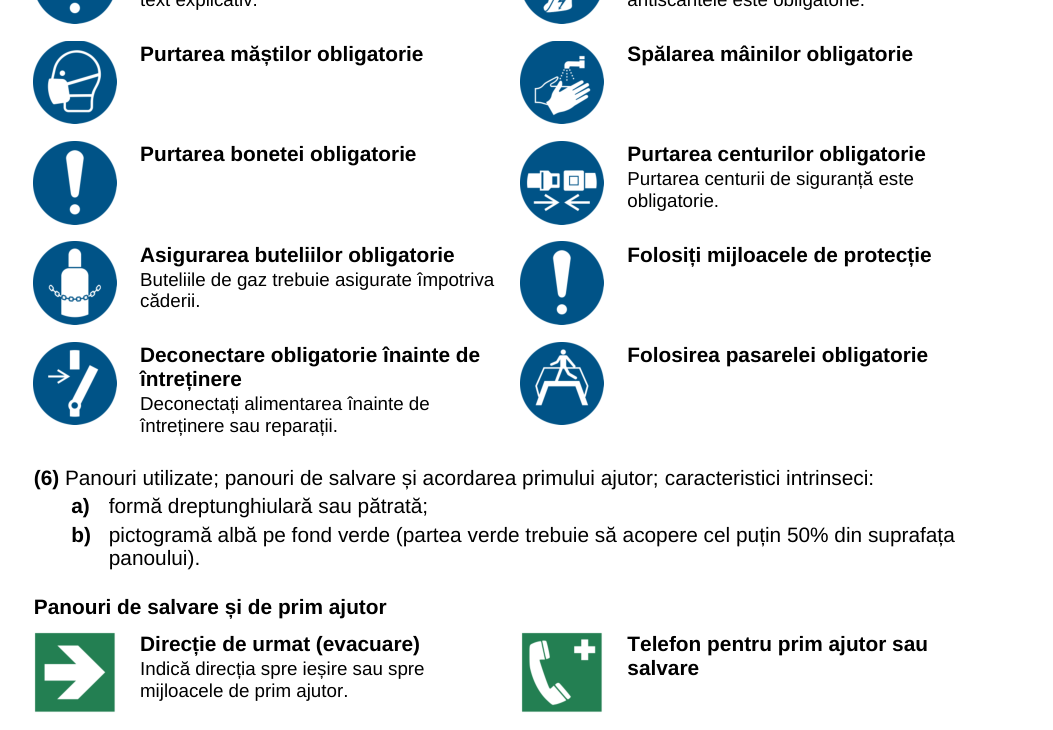 text explicativ.
antiscântele este obligatorie.
Purtarea măștilor obligatorie
Spălarea mâinilor obligatorie
Purtarea bonetei obligatorie
Purtarea centurilor obligatorie
Purtarea centurii de siguranță este
obligatorie.
Asigurarea buteliilor obligatorie
Buteliile de gaz trebuie asigurate împotriva
căderii.
Folosiți mijloacele de protecție
Deconectare obligatorie înainte de
întreținere
Deconectați alimentarea înainte de
întreținere sau reparații.
Folosirea pasarelei obligatorie
(6) Panouri utilizate; panouri de salvare și acordarea primului ajutor; caracteristici intrinseci:
a) formă dreptunghiulară sau pătrată;
b) pictogramă albă pe fond verde (partea verde trebuie să acopere cel puțin 50% din suprafața
panoului).
Panouri de salvare și de prim ajutor
Direcție de urmat (evacuare)
Indică direcția spre ieșire sau spre
mijloacele de prim ajutor.
Telefon pentru prim ajutor sau
salvare